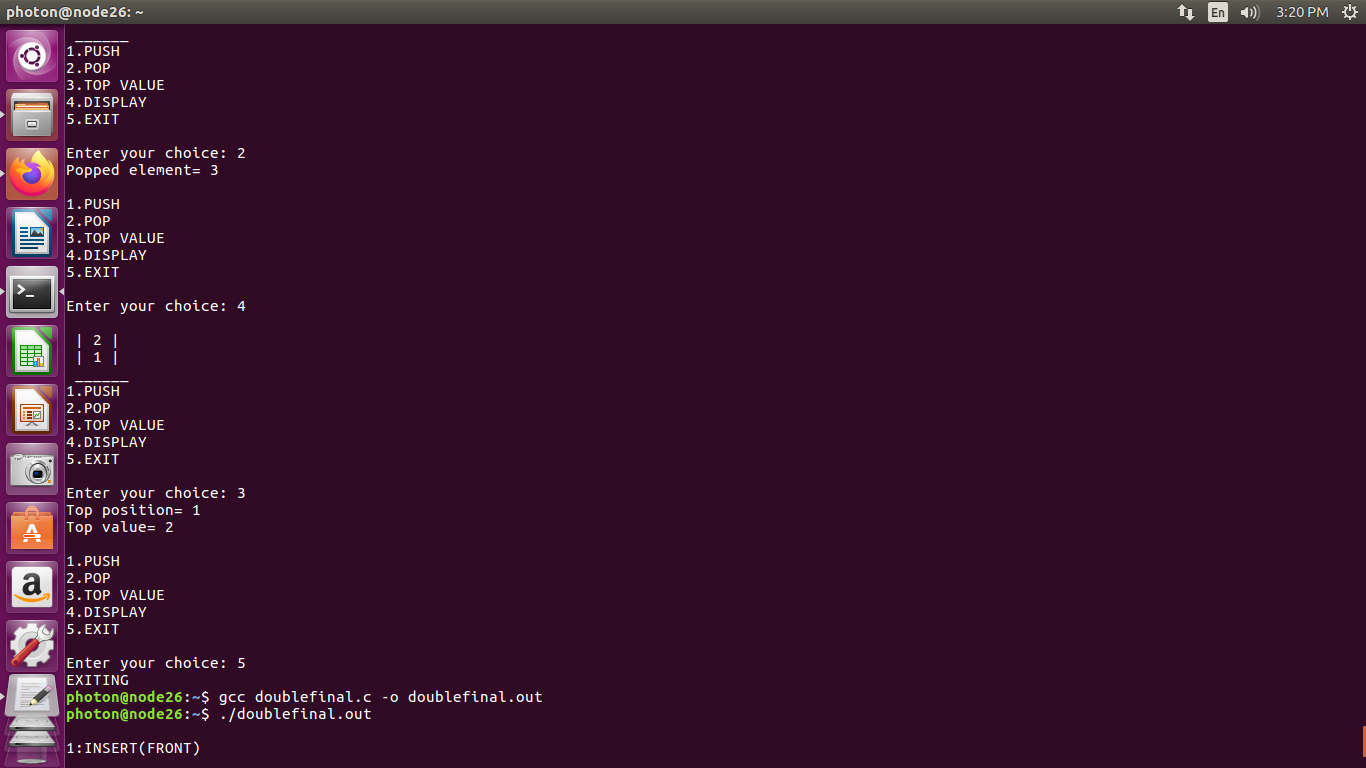 photon@node26: ~
En
3:20 PM
______
1.PUSH
2.POP
3.TOP VALUE
4.DISPLAY
5.EXIT
Enter your choice: 2
Popped element= 3
1.PUSH
2.POP
3.TOP VALUE
4.DISPLAY
5.EXIT
Enter your choice: 4
| 2 |
| 1 |
______
1.PUSH
2.POP
3.TOP VALUE
4.DISPLAY
5.EXIT
Enter your choice: 3
Top position= 1
Top value= 2
1.PUSH
2.POP
3.TOP VALUE
4.DISPLAY
5.EXIT
Enter your choice: 5
EXITING
photon@node26:~$ gcc doublefinal.c -o doublefinal.out
photon@node26:~$ ./doublefinal.out
1:INSERT(FRONT)